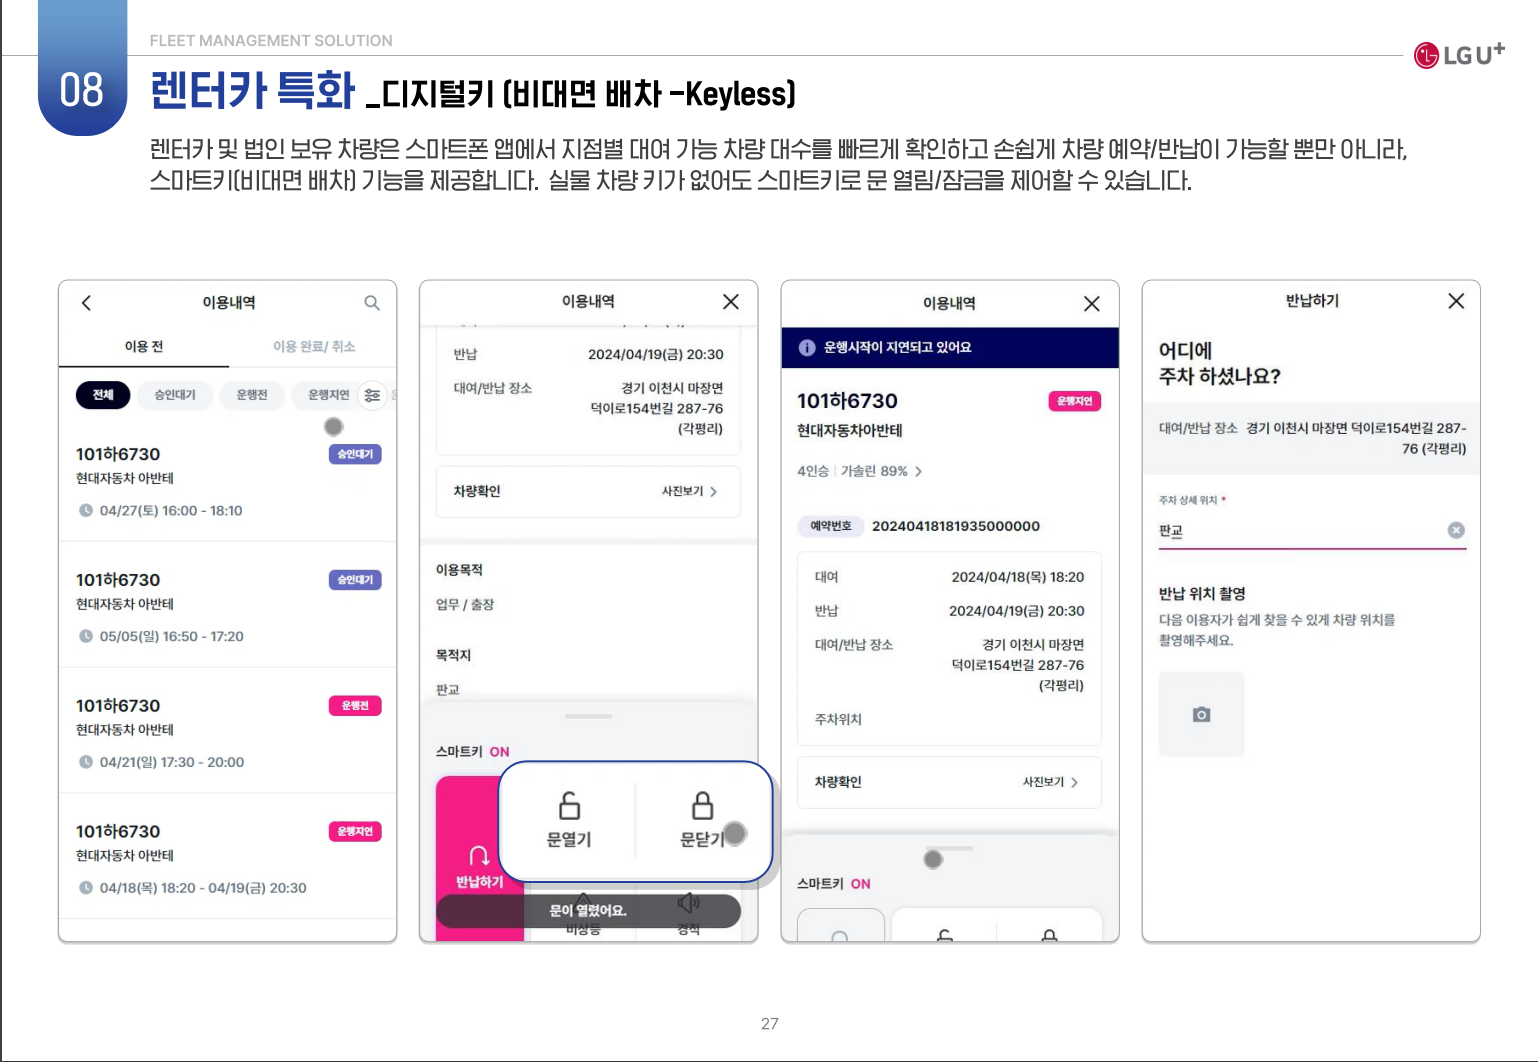 FLEET MANAGEMENT SOLUTION
LG U+
08
렌터카 특화 _디지털키 (비대면 배차 -Keyless)
렌터카 및 법인 보유 차량은 스마트폰 앱에서 지점별 대여 가능 차량 대수를 빠르게 확인하고 손쉽게 차량 예약/반납이 가능할 뿐만 아니라,
스마트키(비대면 배차) 기능을 제공합니다. 실물 차량 키가 없어도 스마트키로 문 열림/잠금을 제어할 수 있습니다.
이용내역
이용 전
이용 완료/ 취소
전체
승인대기
운행전
운행지연
101하6730
승인대기
현대자동차 아반테
04/27(토) 16:00 - 18:10
101하6730
승인대기
현대자동차 아반테
05/05(일) 16:50 - 17:20
101하6730
운행전
현대자동차 아반테
04/21(일) 17:30 - 20:00
101하6730
운행지연
현대자동차 아반테
04/18(목) 18:20 - 04/19(금) 20:30
이용내역
반납
2024/04/19(금) 20:30
대여/반납 장소
경기 이천시 마장면
덕이로154번길 287-76
(각평리)
차량확인
사진보기
이용목적
업무 / 출장
목적지
판교
스마트키 ON
문열기
문닫기
반납하기
문이 열렸어요.
비상등
경적
이용내역
운행시작이 지연되고 있어요
101하6730
운행지연
현대자동차아반테
4인승 | 가솔린 89%
예약번호
20240418181935000000
대여
2024/04/18(목) 18:20
반납
2024/04/19(금) 20:30
대여/반납 장소
경기 이천시 마장면
덕이로154번길 287-76
(각평리)
주차위치
차량확인
사진보기
스마트키 ON
반납하기
어디에
주차 하셨나요?
대여/반납 장소 경기 이천시 마장면 덕이로154번길 287-
76 (각평리)
주차 상세 위치 *
판교
반납 위치 촬영
다음 이용자가 쉽게 찾을 수 있게 차량 위치를
촬영해주세요.
27